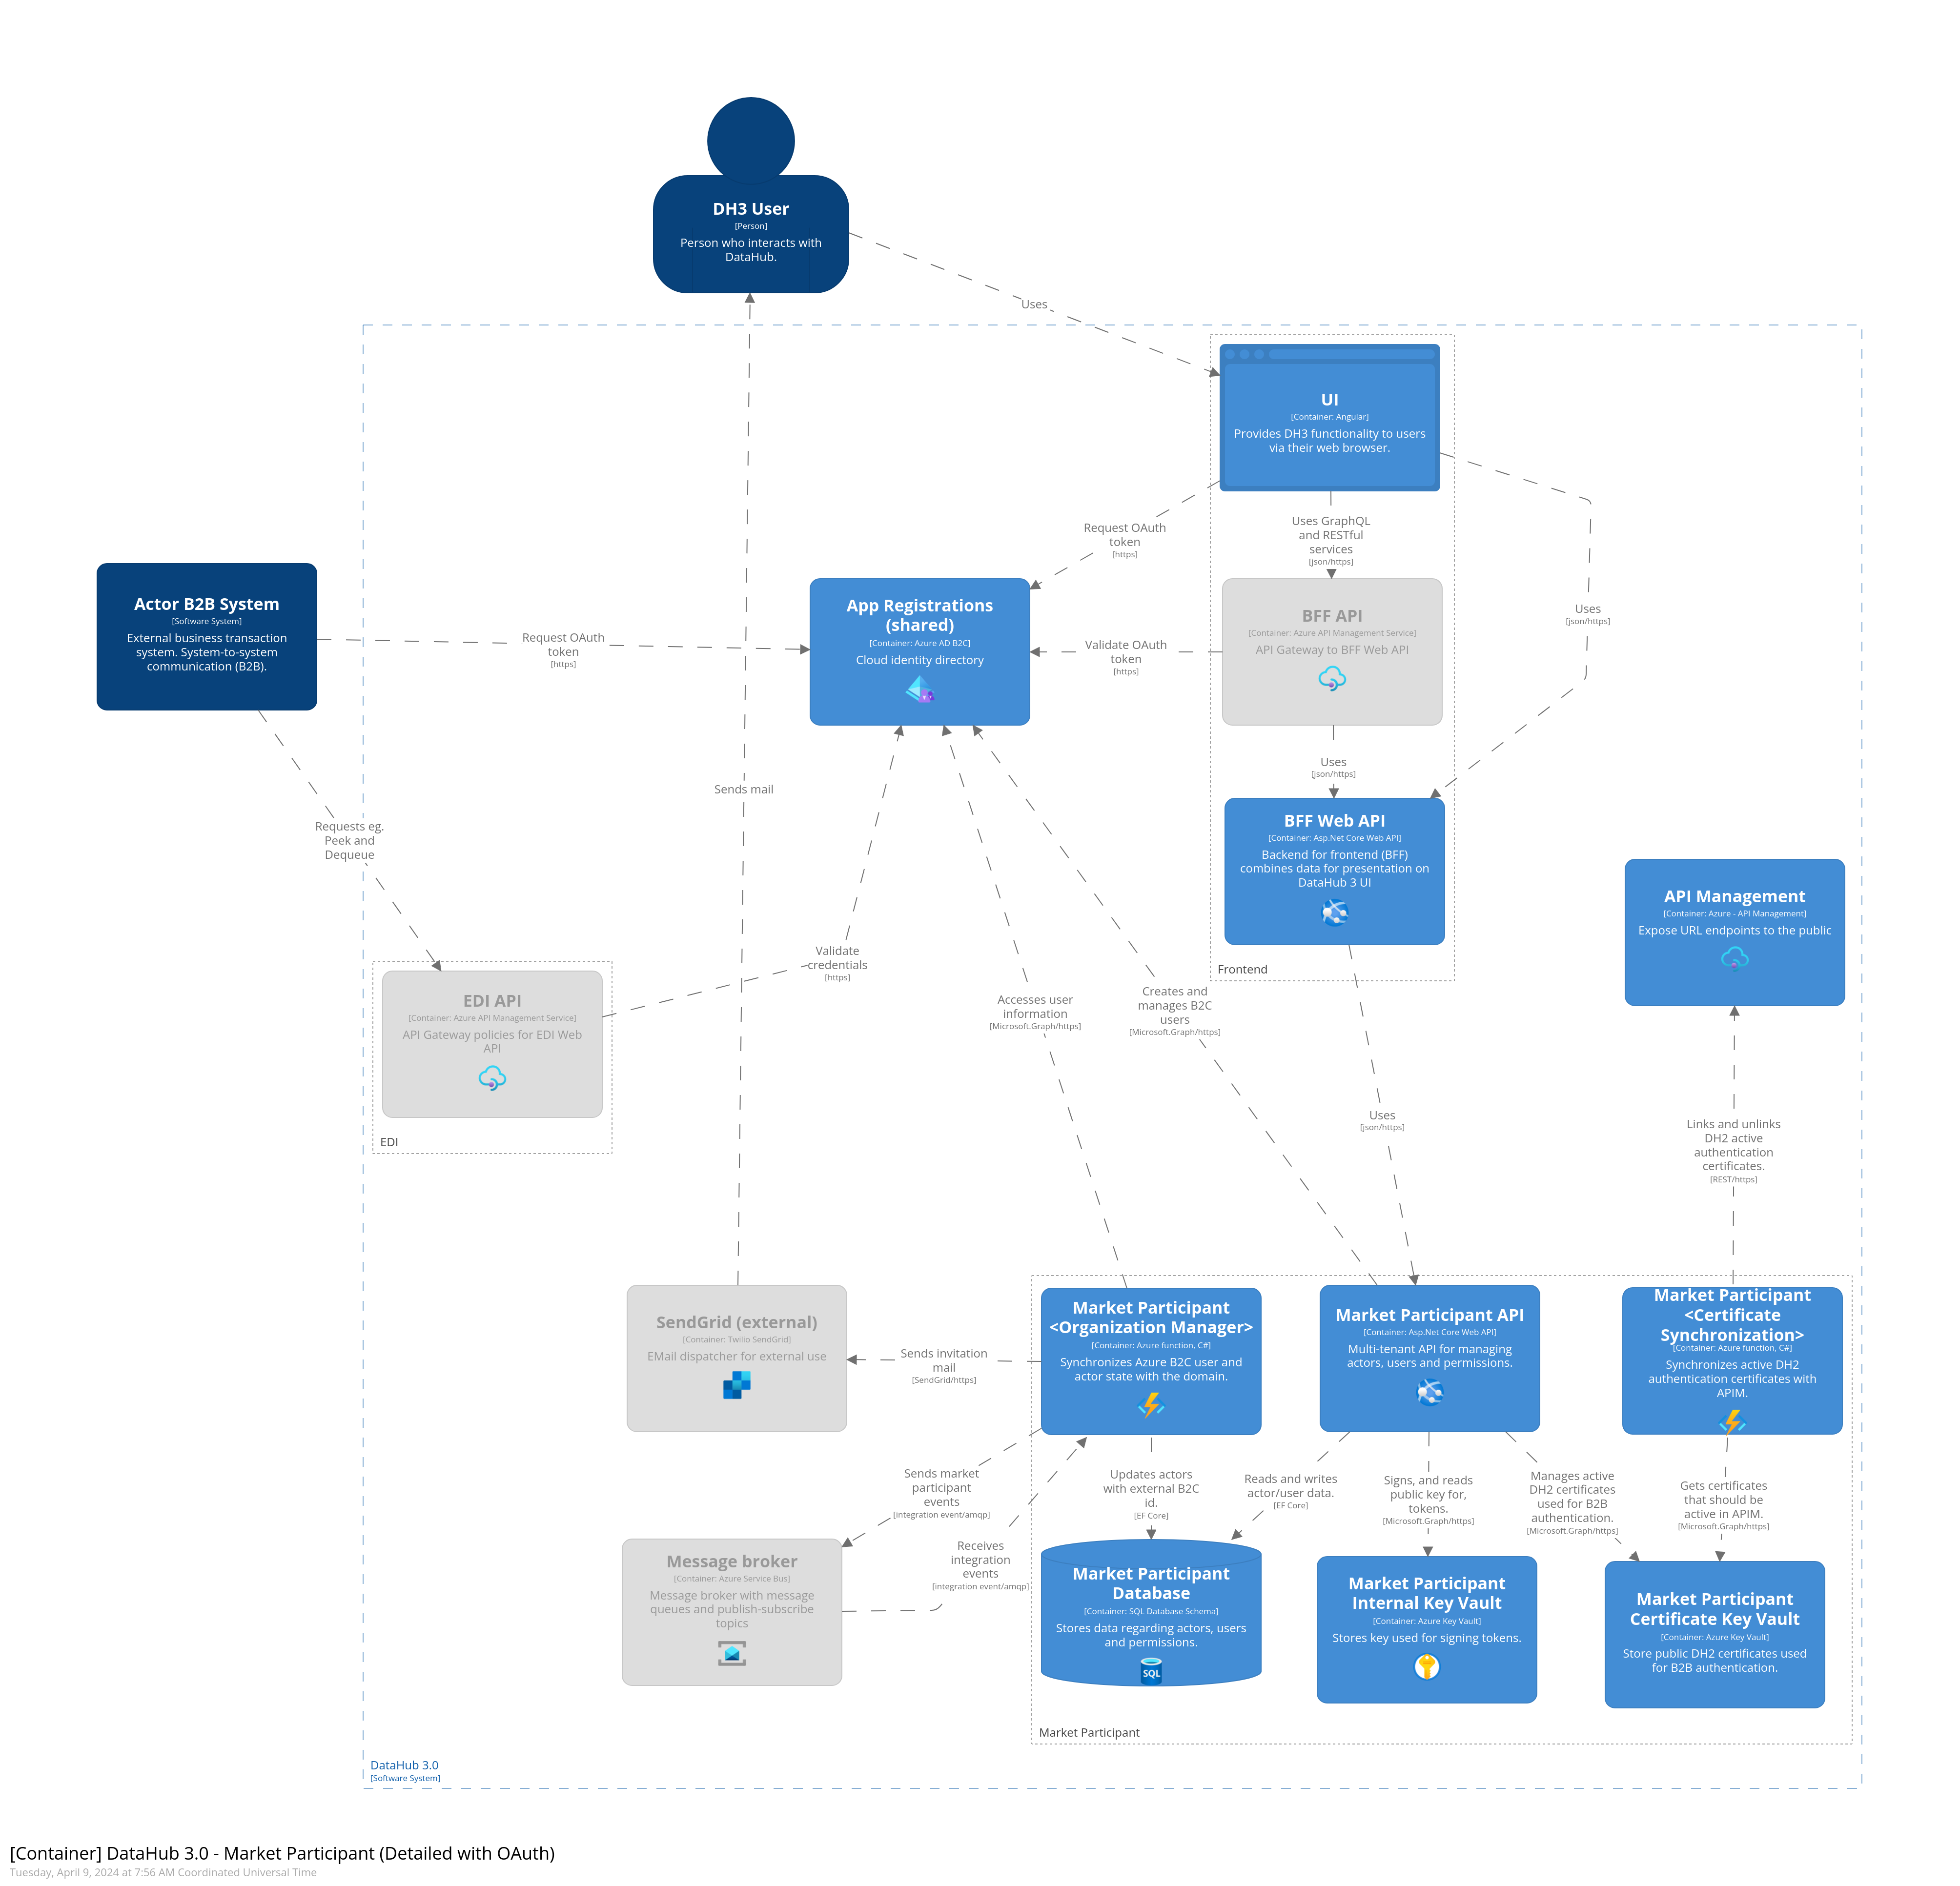 DH3 User
[Person]
Person who interacts with
DataHub.
Uses
UI
[Container: Angular]
Provides DH3 functionality to users
via their web browser.
Request OAuth
token
[https]
Uses GraphQL
and RESTful
services
[json/https]
Actor B2B System
[Software System]
External business transaction
system. System-to-system
communication (B2B).
Request OAuth
token
[https]
App Registrations
(shared)
[Container: Azure AD B2C]
Cloud identity directory
Validate OAuth
token
[https]
BFF API
[Container: Azure API Management Service]
API Gateway to BFF Web API
Uses
[json/https]
Sends mail
Uses
[json/https]
Requests eg.
Peek and
Dequeue
BFF Web API
[Container: Asp.Net Core Web API]
Backend for frontend (BFF)
combines data for presentation on
DataHub 3 UI
Frontend
API Management
[Container: Azure - API Management]
Expose URL endpoints to the public
Validate
credentials
[https]
EDI API
[Container: Azure API Management Service]
API Gateway policies for EDI Web
API
EDI
Accesses user
information
[Microsoft.Graph/https]
Creates and
manages B2C
users
[Microsoft.Graph/https]
Uses
[json/https]
Links and unlinks
DH2 active
authentication
certificates.
[REST/https]
SendGrid (external)
[Container: Twilio SendGrid]
EMail dispatcher for external use
Sends invitation
mail
[SendGrid/https]
Market Participant
<Organization Manager>
[Container: Azure function, C#]
Synchronizes Azure B2C user and
actor state with the domain.
Market Participant API
[Container: Asp.Net Core Web API]
Multi-tenant API for managing
actors, users and permissions.
Market Participant
<Certificate
Synchronization>
[Container: Azure function, C#]
Synchronizes active DH2
authentication certificates with
APIM.
Sends market
participant
events
[integration event/amqp]
Updates actors
with external B2C
id.
[EF Core]
Reads and writes
actor/user data.
[EF Core]
Signs, and reads
public key for,
tokens.
[Microsoft.Graph/https]
Manages active
DH2 certificates
used for B2B
authentication.
[Microsoft.Graph/https]
Gets certificates
that should be
active in APIM.
[Microsoft.Graph/https]
Receives
integration
events
[integration event/amqp]
Message broker
[Container: Azure Service Bus]
Message broker with message
queues and publish-subscribe
topics
Market Participant
Database
[Container: SQL Database Schema]
Stores data regarding actors, users
and permissions.
SQL
Market Participant
Internal Key Vault
[Container: Azure Key Vault]
Stores key used for signing tokens.
Market Participant
Certificate Key Vault
[Container: Azure Key Vault]
Store public DH2 certificates used
for B2B authentication.
Market Participant
DataHub 3.0
[Software System]
[Container] DataHub 3.0 - Market Participant (Detailed with OAuth)
Tuesday, April 9, 2024 at 7:56 AM Coordinated Universal Time